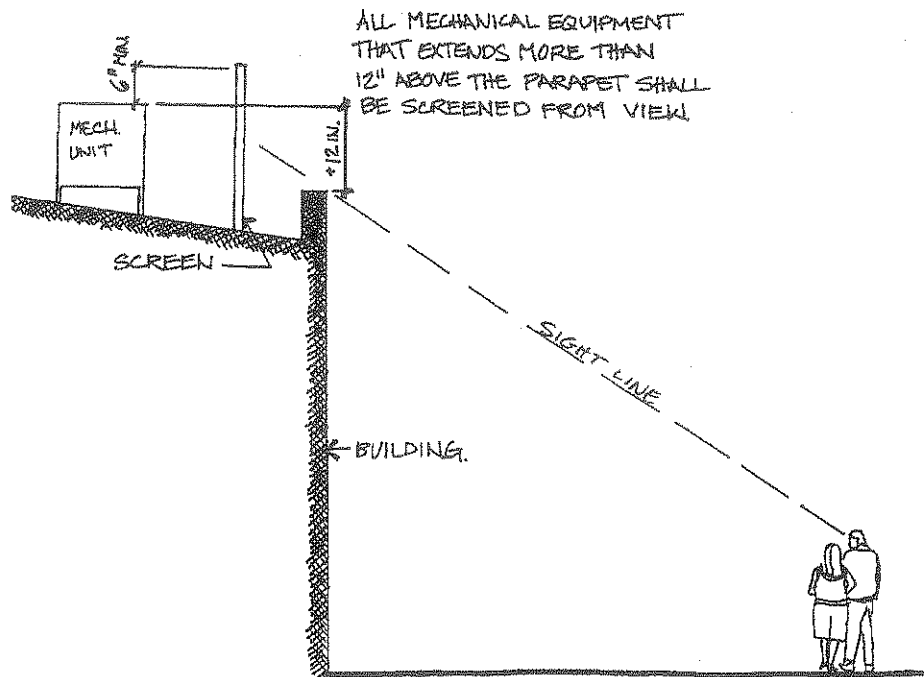 ALL MECHANICAL EQUIPMENT
THAT EXTENDS MORE THAN
12" ABOVE THE PARAPET SHALL
BE SCREENED FROM VIEW.
6" MIN.
MECH.
UNIT
+12 IN.
SCREEN
SIGHT LINE
BUILDING.